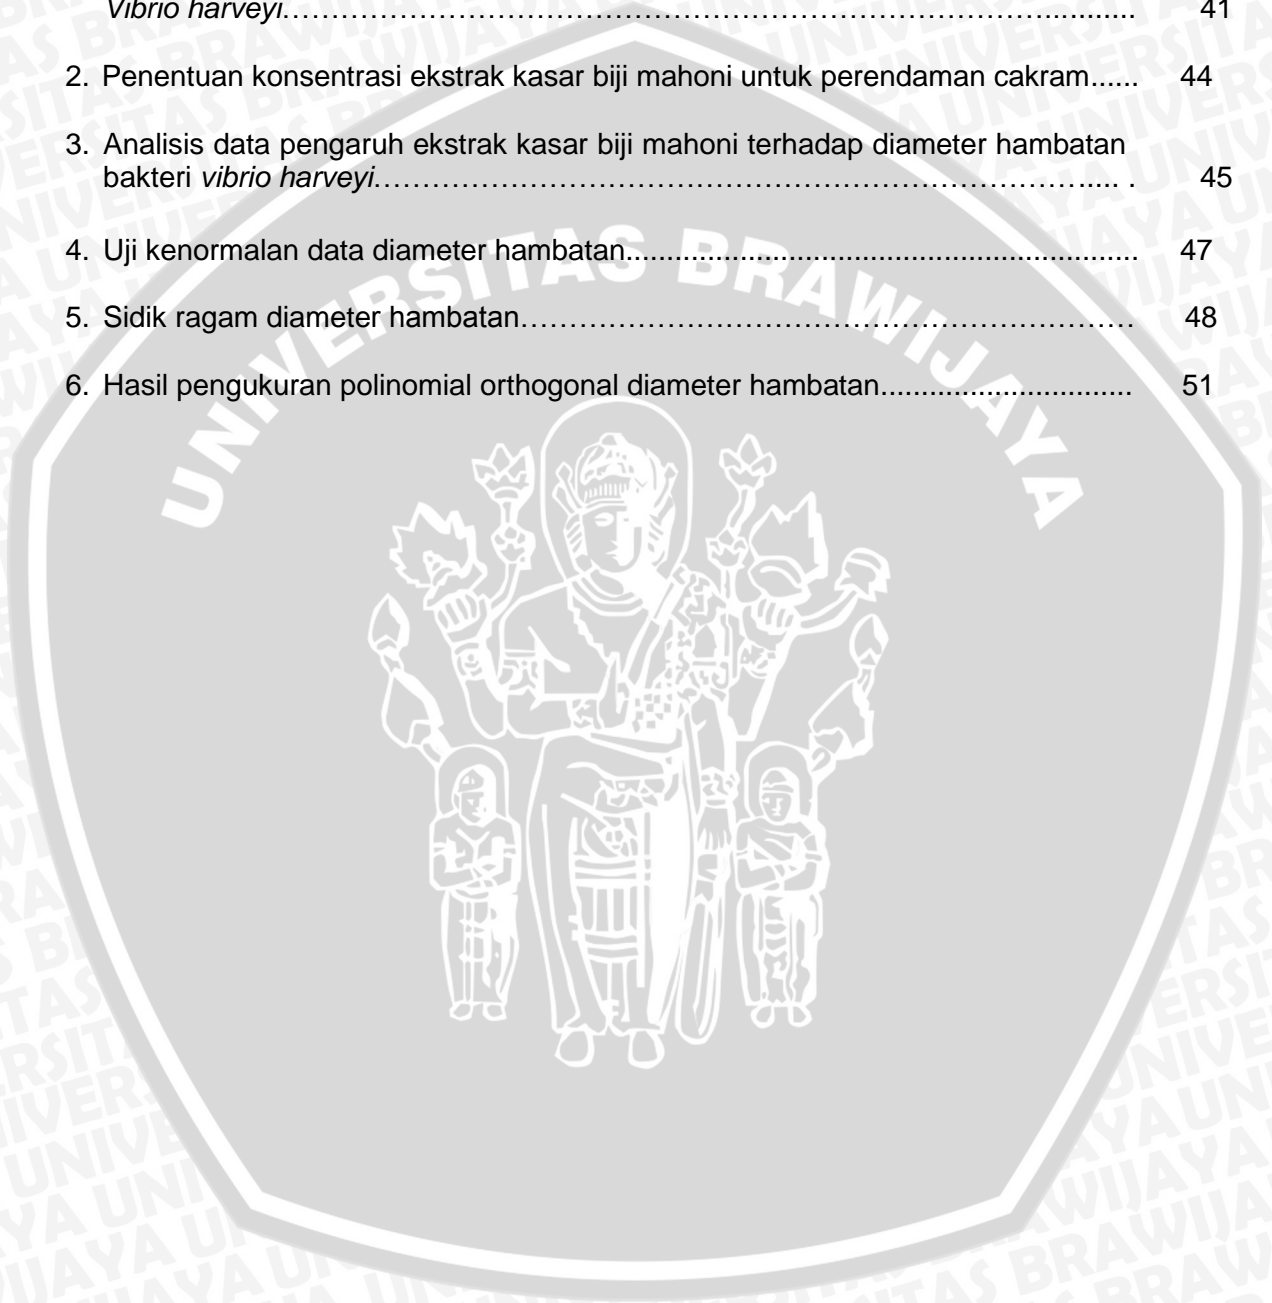 Vibrio harveyi……………………………………………………………………........... 41
2. Penentuan konsentrasi ekstrak kasar biji mahoni untuk perendaman cakram...... 44
3. Analisis data pengaruh ekstrak kasar biji mahoni terhadap diameter hambatan
bakteri vibrio harveyi………………………………………………………………..... . 45
4. Uji kenormalan data diameter hambatan............................................................... 47
5. Sidik ragam diameter hambatan……………………………………………………… 48
6. Hasil pengukuran polinomial orthogonal diameter hambatan............................... 51
UNIVERSITAS BRAWIJAYA